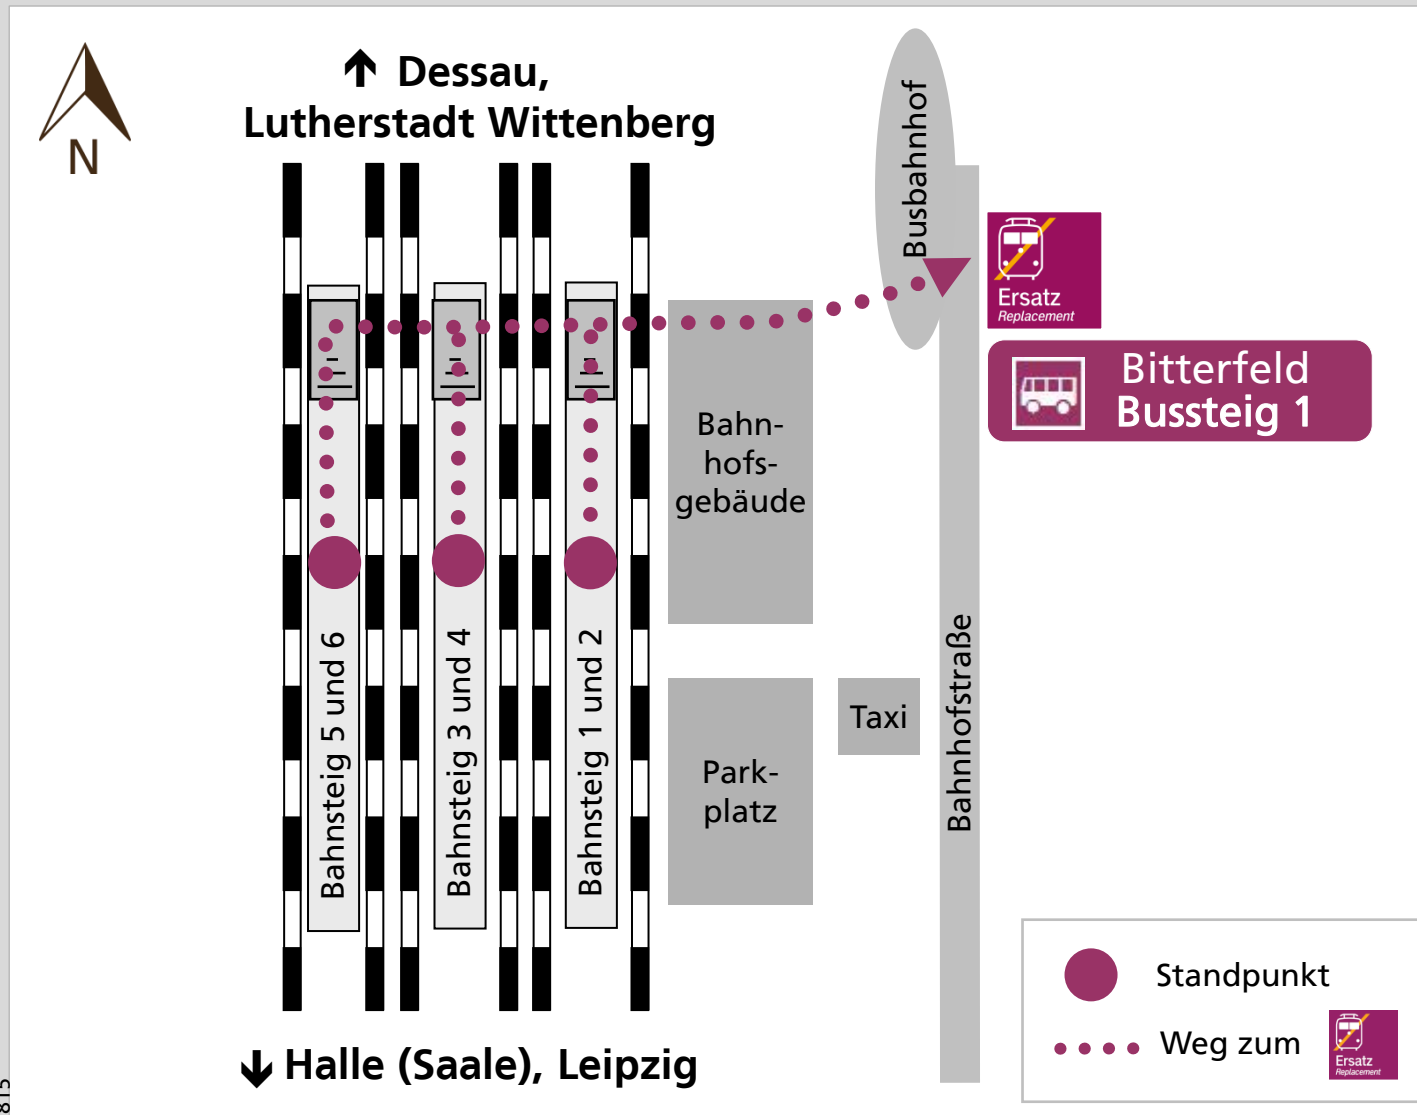 N
↑ Dessau,
Lutherstadt Wittenberg
Busbahnhof
Ersatz
Replacement
Bitterfeld
Bussteig 1
Bahn-
hofs-
gebäude
Bahnsteig 5 und 6
Bahnsteig 3 und 4
Bahnsteig 1 und 2
Park-
platz
Taxi
Bahnhofstraße
↓ Halle (Saale), Leipzig
Standpunkt
Weg zum
Ersatz
Replacement